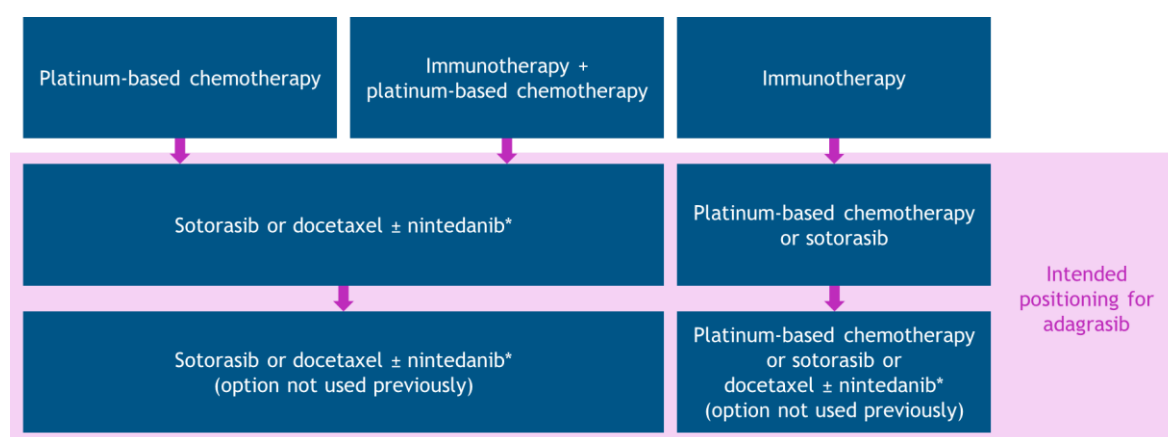 Platinum-based chemotherapy
Immunotherapy +
platinum-based chemotherapy
Immunotherapy
Sotorasib or docetaxel ± nintedanib*
Platinum-based chemotherapy
or sotorasib
Intended
positioning for
adagrasib
Sotorasib or docetaxel ± nintedanib*
(option not used previously)
Platinum-based chemotherapy
or sotorasib or
docetaxel ± nintedanib*
(option not used previously)